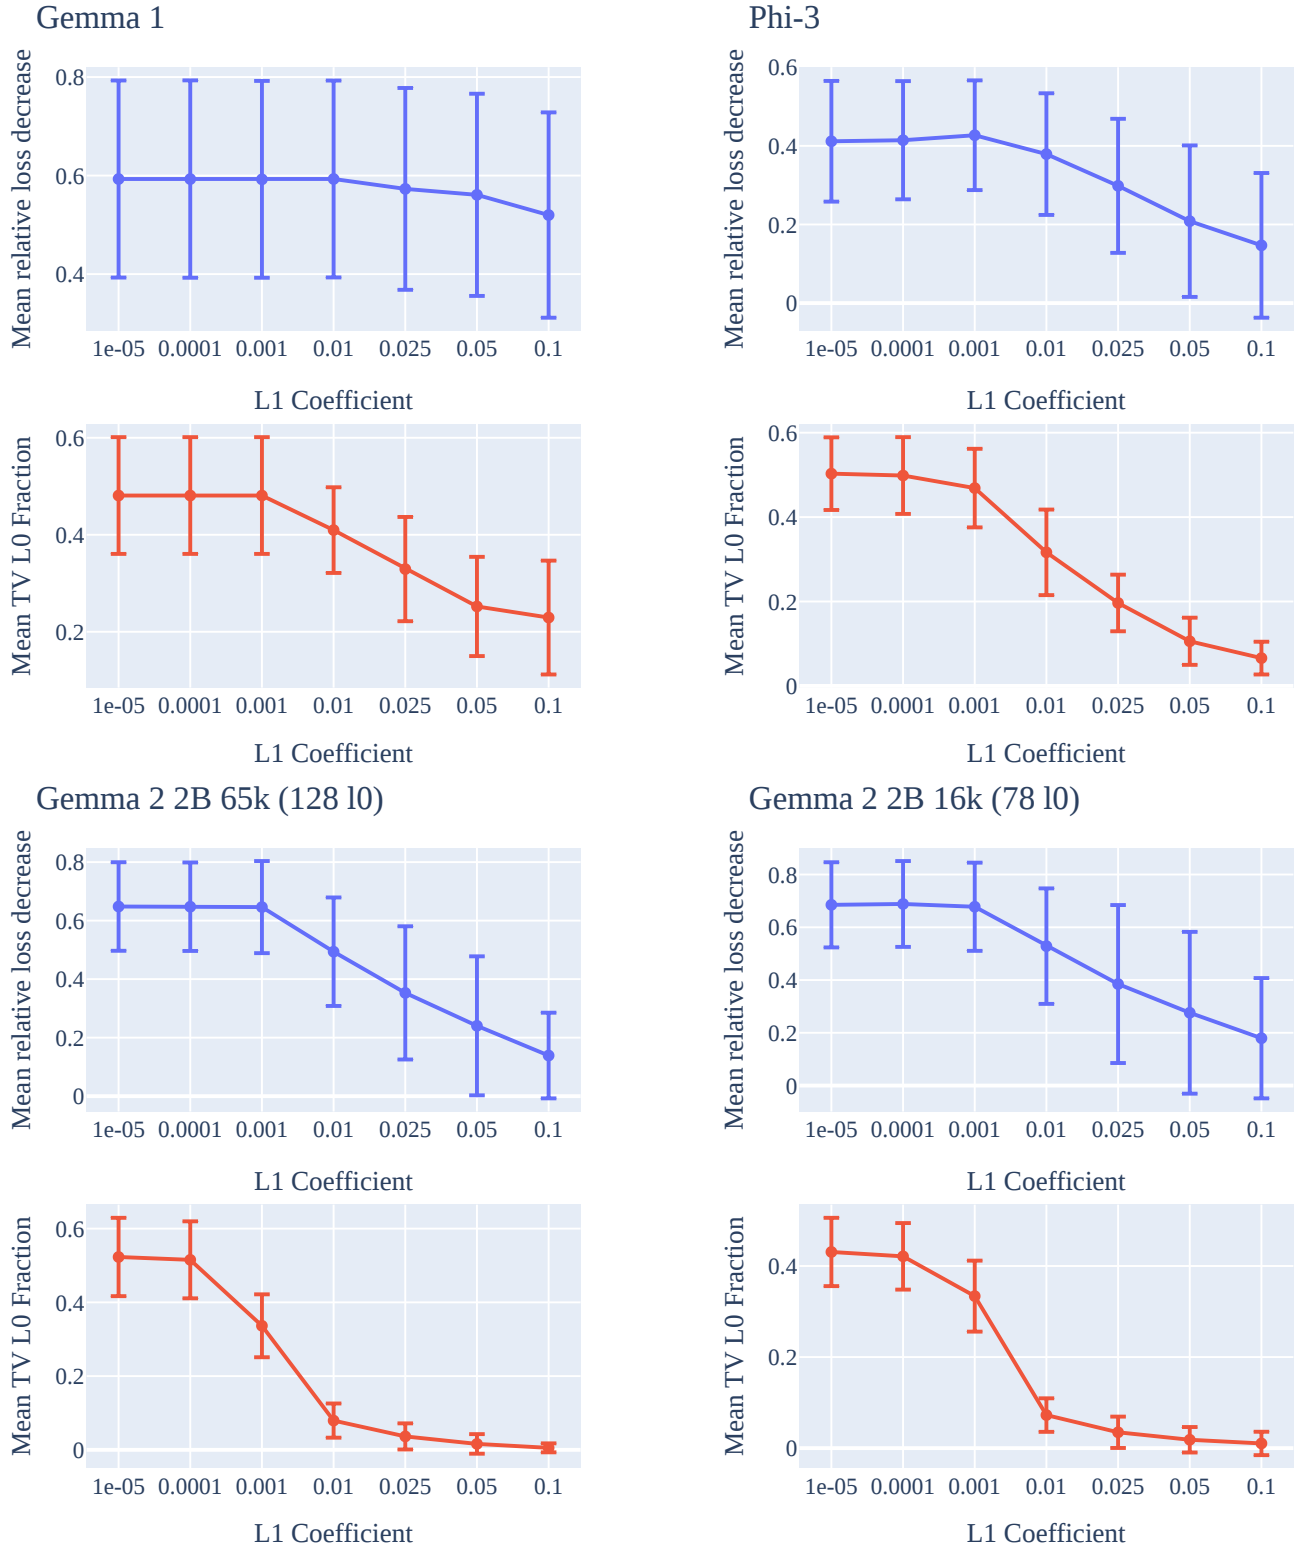 Gemma 1
Mean relative loss decrease
0.8
0.6
0.4
1e-05 0.0001 0.001 0.01 0.025 0.05 0.1
L1 Coefficient
Mean TV L0 Fraction
0.6
0.4
0.2
1e-05 0.0001 0.001 0.01 0.025 0.05 0.1
L1 Coefficient
Phi-3
Mean relative loss decrease
0.6
0.4
0.2
0
1e-05 0.0001 0.001 0.01 0.025 0.05 0.1
L1 Coefficient
Mean TV L0 Fraction
0.6
0.4
0.2
0
1e-05 0.0001 0.001 0.01 0.025 0.05 0.1
L1 Coefficient
Gemma 2 2B 65k (128 l0)
Mean relative loss decrease
0.8
0.6
0.4
0.2
0
1e-05 0.0001 0.001 0.01 0.025 0.05 0.1
L1 Coefficient
Mean TV L0 Fraction
0.6
0.4
0.2
0
1e-05 0.0001 0.001 0.01 0.025 0.05 0.1
L1 Coefficient
Gemma 2 2B 16k (78 l0)
Mean relative loss decrease
0.8
0.6
0.4
0.2
0
1e-05 0.0001 0.001 0.01 0.025 0.05 0.1
L1 Coefficient
Mean TV L0 Fraction
0.4
0.2
0
1e-05 0.0001 0.001 0.01 0.025 0.05 0.1
L1 Coefficient